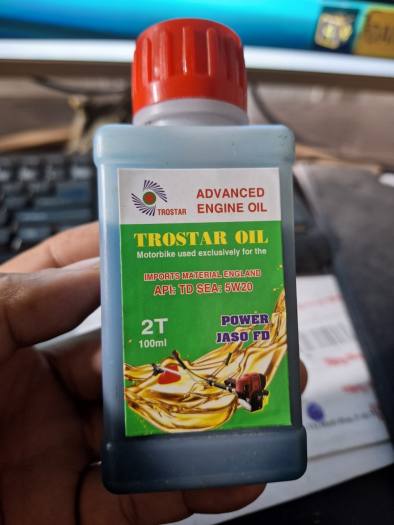 TROSTAR
ADVANCED
ENGINE OIL
TROSTAR OIL
Motorbike used exclusively for the
IMPORTS MATERIAL ENGLAND
API: TD SEA: 5W20
2T
100ml
POWER
JASO FD